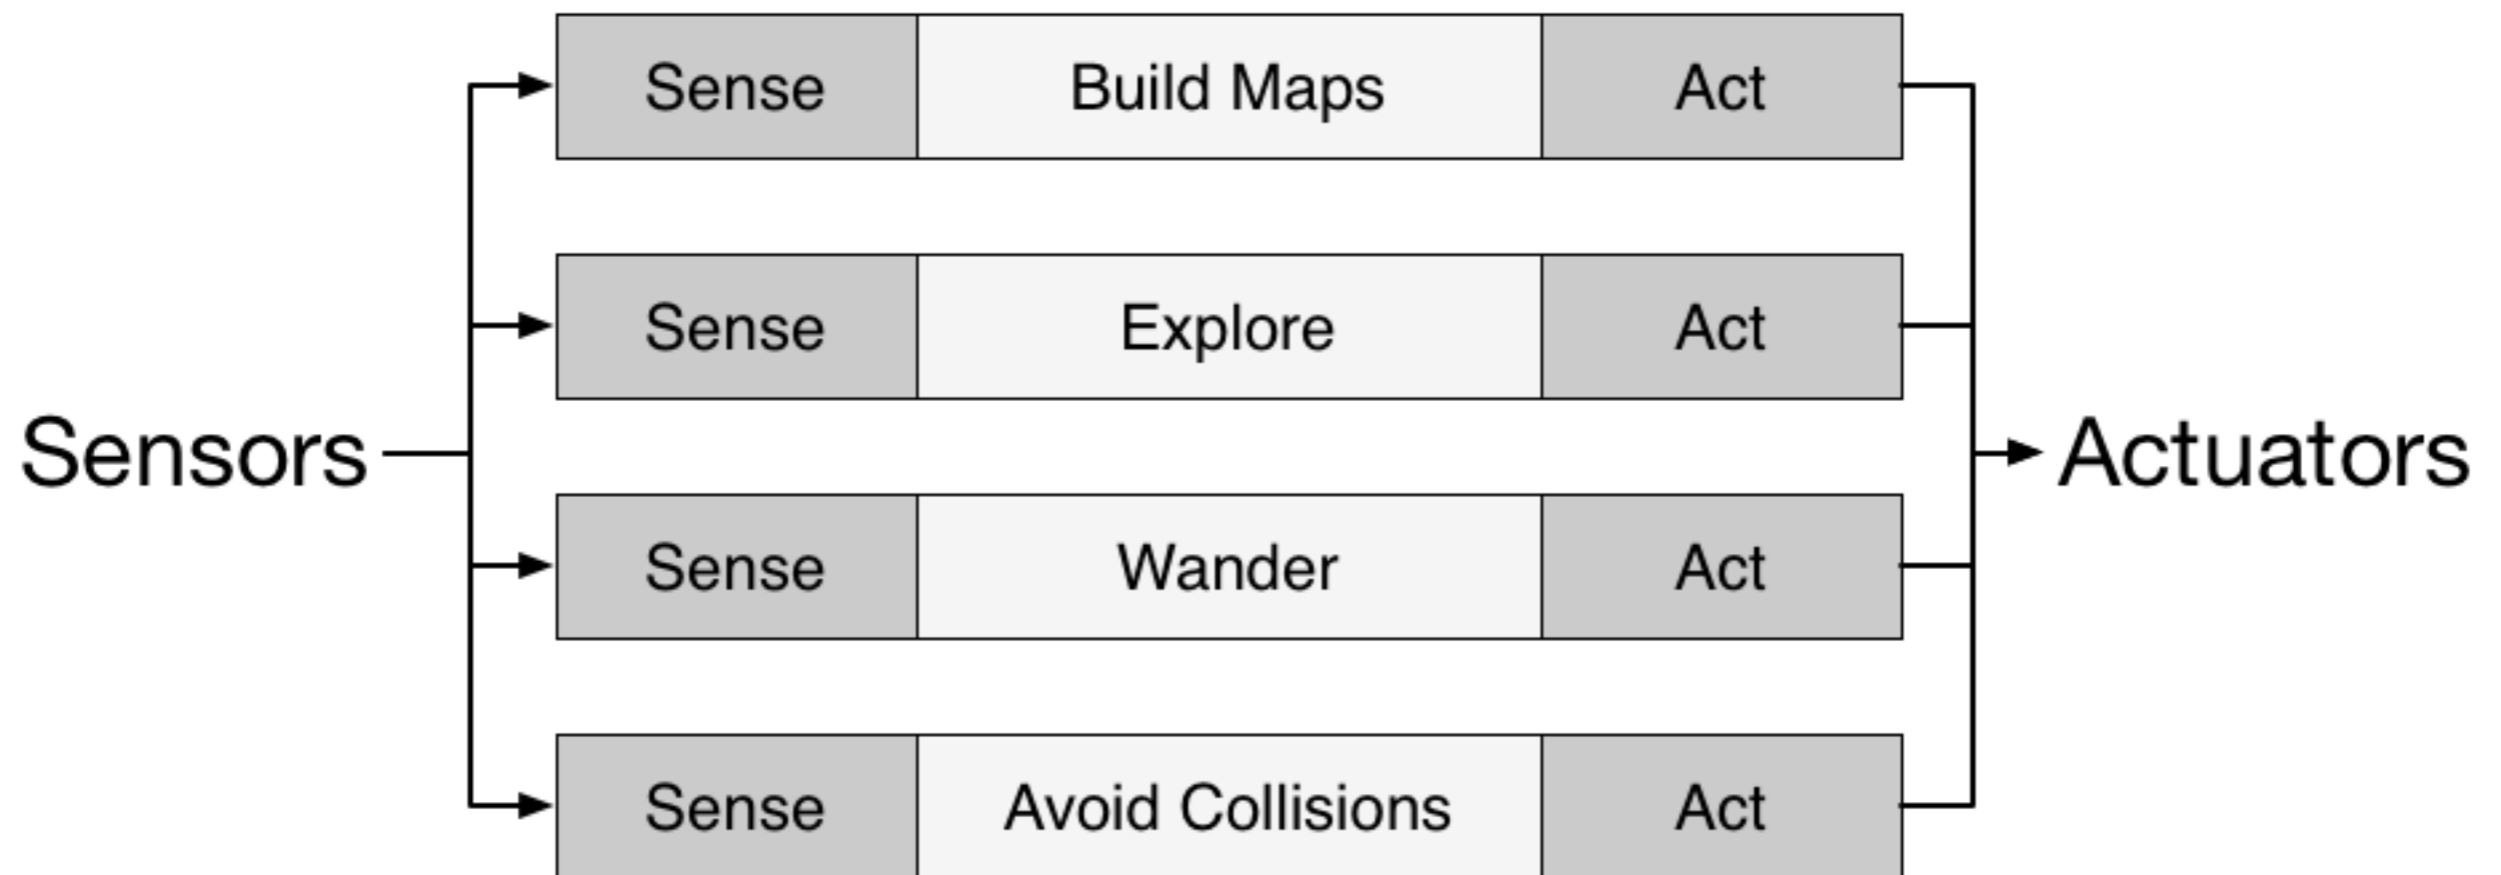 Sense Build Maps Act
Sense Explore Act
Sensors Actuators
Sense Wander Act
Sense Avoid Collisions Act